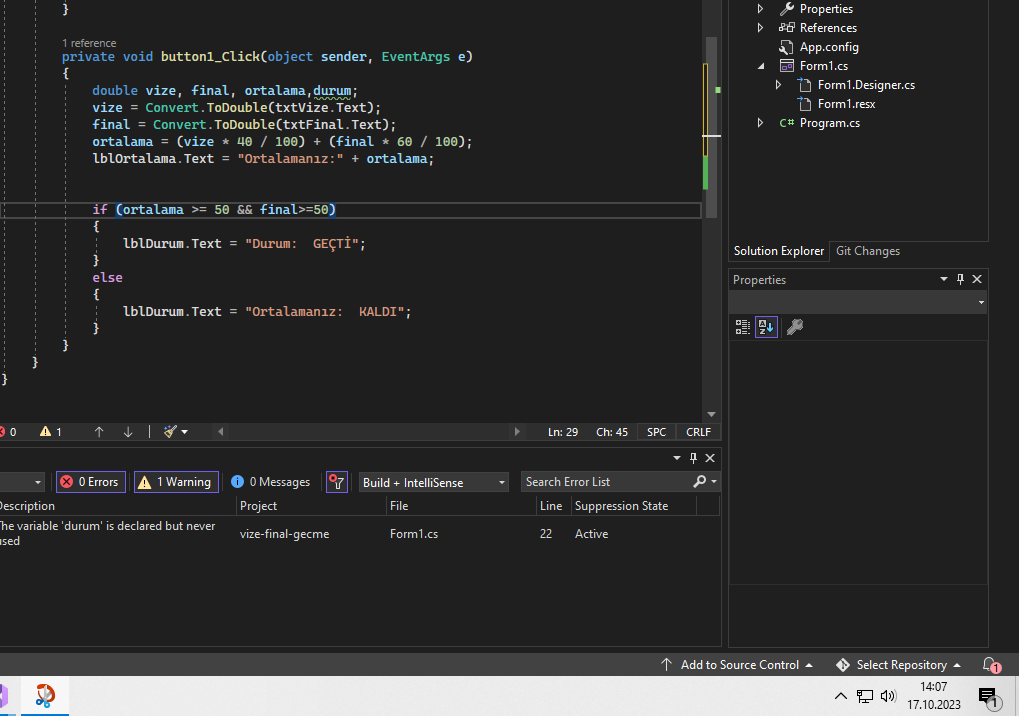 }
1 reference
private void button1_Click(object sender, EventArgs e)
{
double vize, final, ortalama,durum;
vize = Convert.ToDouble(txtVize.Text);
final = Convert.ToDouble(txtFinal.Text);
ortalama = (vize * 40 / 100) + (final * 60 / 100);
lblOrtalama.Text = "Ortalamanız:" + ortalama;
if (ortalama >= 50 && final>=50)
{
lblDurum.Text = "Durum:  GEÇTİ";
}
else
{
lblDurum.Text = "Ortalamanız:  KALDI";
}
}
}
}
0 1 Ln: 29 Ch: 45 SPC CRLF
0 Errors 1 Warning 0 Messages Build + IntelliSense Search Error List
Project File Line Suppression State
The variable 'durum' is declared but never
used
vize-final-gecme Form1.cs 22 Active
Properties
References
App.config
Form1.cs
Form1.Designer.cs
Form1.resx
C# Program.cs
Solution Explorer Git Changes
Properties
Add to Source Control Select Repository 1
14:07
17.10.2023
1